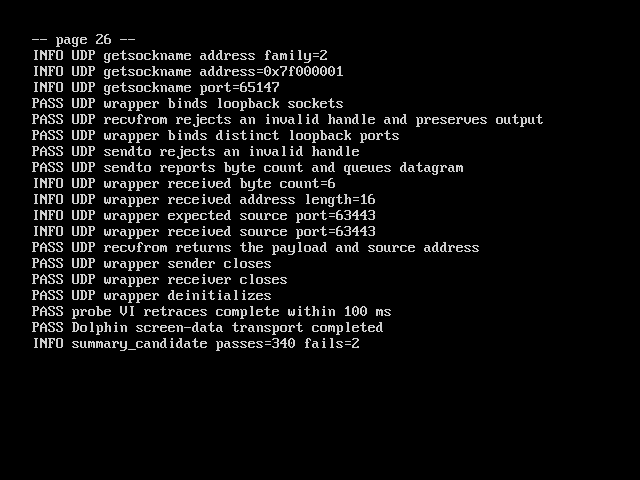 -- page 26 --
INFO UDP getsockname address family=2
INFO UDP getsockname address=0x7f000001
INFO UDP getsockname port=65147
PASS UDP wrapper binds loopback sockets
PASS UDP recvfrom rejects an invalid handle and preserves output
PASS UDP wrapper binds distinct loopback ports
PASS UDP sendto rejects an invalid handle
PASS UDP sendto reports byte count and queues datagram
INFO UDP wrapper received byte count=6
INFO UDP wrapper received address length=16
INFO UDP wrapper expected source port=63443
INFO UDP wrapper received source port=63443
PASS UDP recvfrom returns the payload and source address
PASS UDP wrapper sender closes
PASS UDP wrapper receiver closes
PASS UDP wrapper deinitializes
PASS probe VI retraces complete within 100 ms
PASS Dolphin screen-data transport completed
INFO summary_candidate passes=340 fails=2